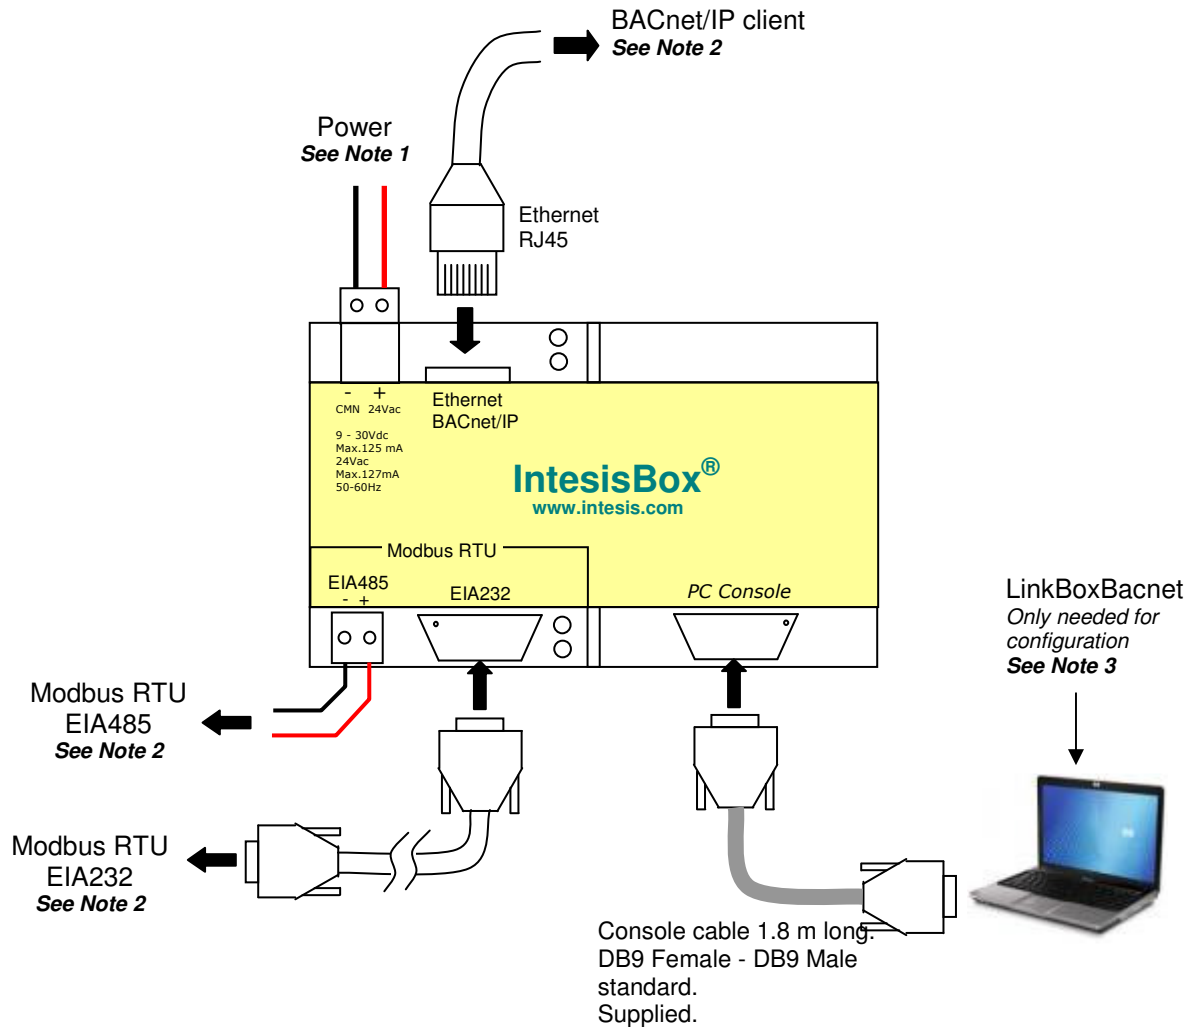 BACnet/IP client
See Note 2
Power
See Note 1
Ethernet
RJ45
- +
CMN 24Vac
9 - 30Vdc
Max.125 mA
24Vac
Max.127mA
50-60Hz
Ethernet
BACnet/IP
IntesisBox®
www.intesis.com
Modbus RTU
EIA485
- +
EIA232
PC Console
LinkBoxBacnet
Only needed for
configuration
See Note 3
Modbus RTU
EIA485
See Note 2
Modbus RTU
EIA232
See Note 2
Console cable 1.8 m long.
DB9 Female - DB9 Male
standard.
Supplied.